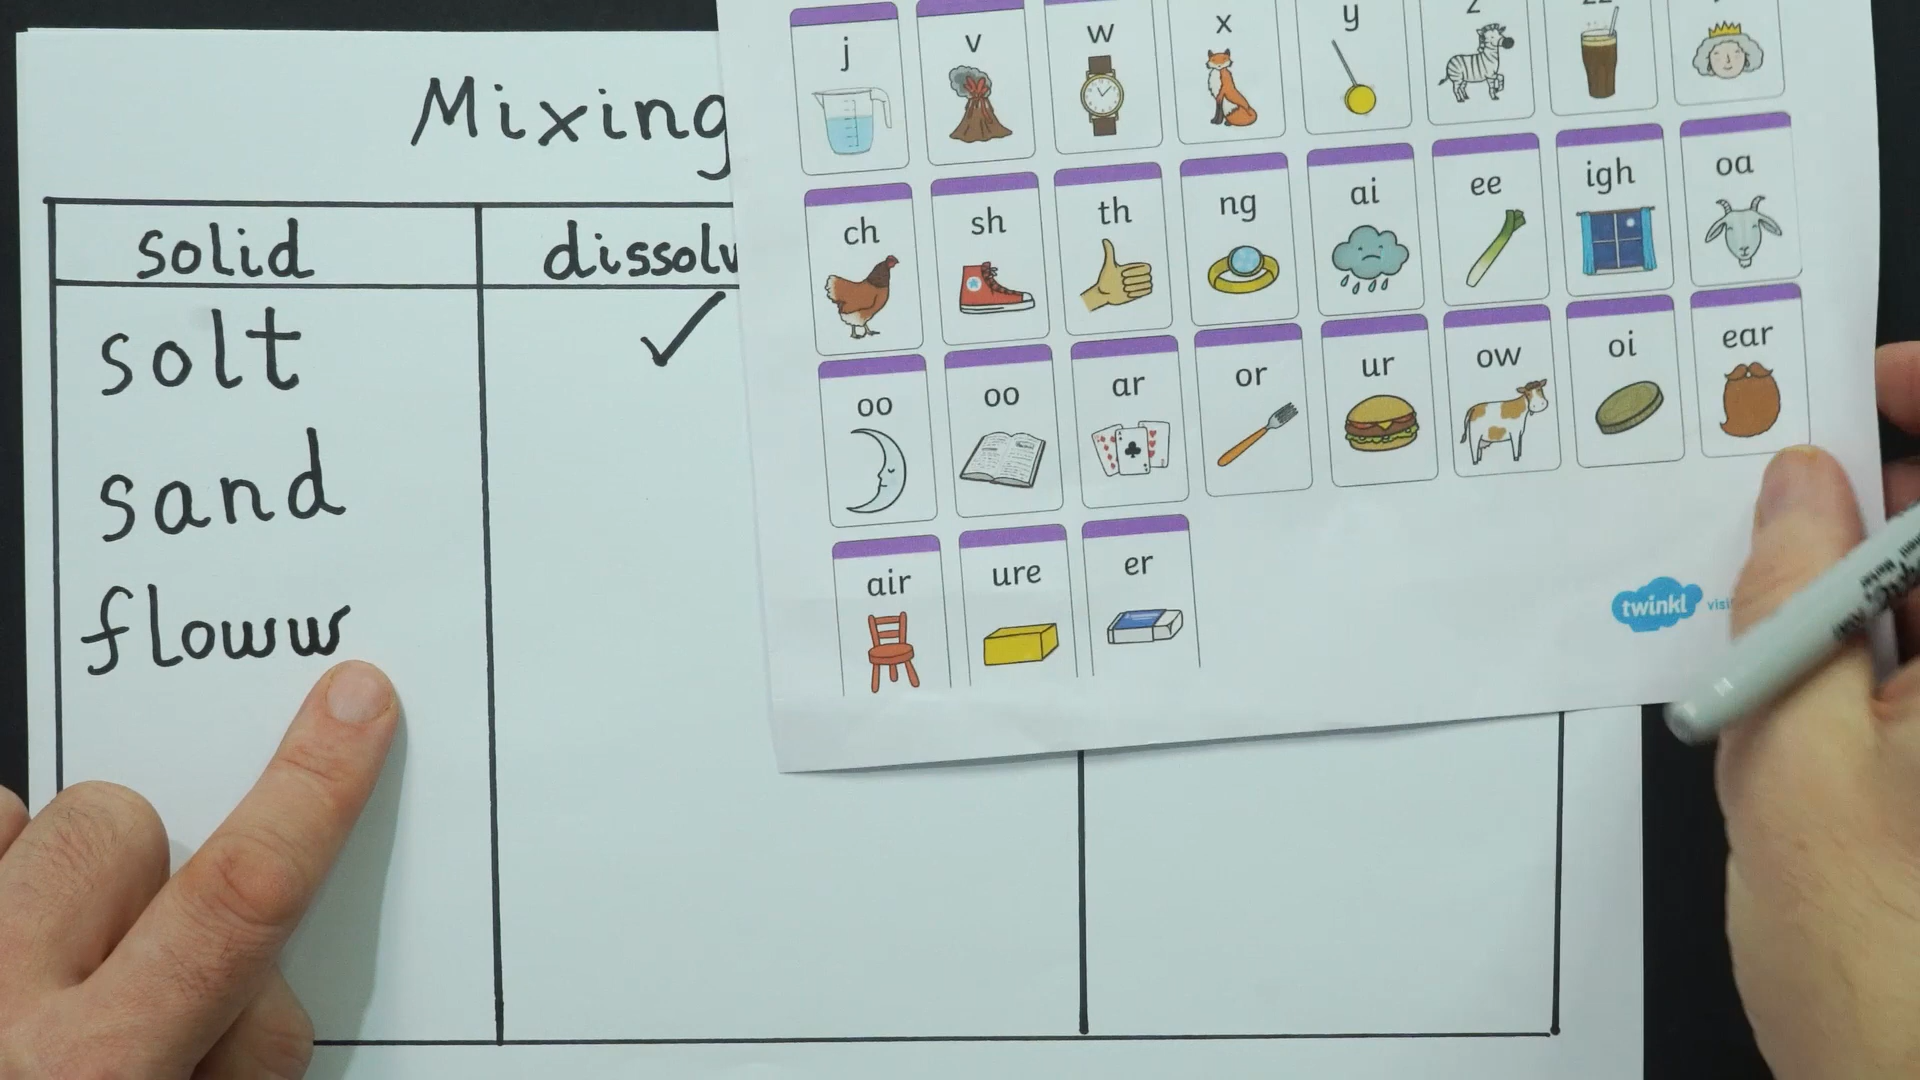 Mixing
solid
dissolv
solt
sand
floww
j v w x y z
ch sh th ng ai ee igh oa
oo oo ar or ur ow oi ear
air ure er
twinkl